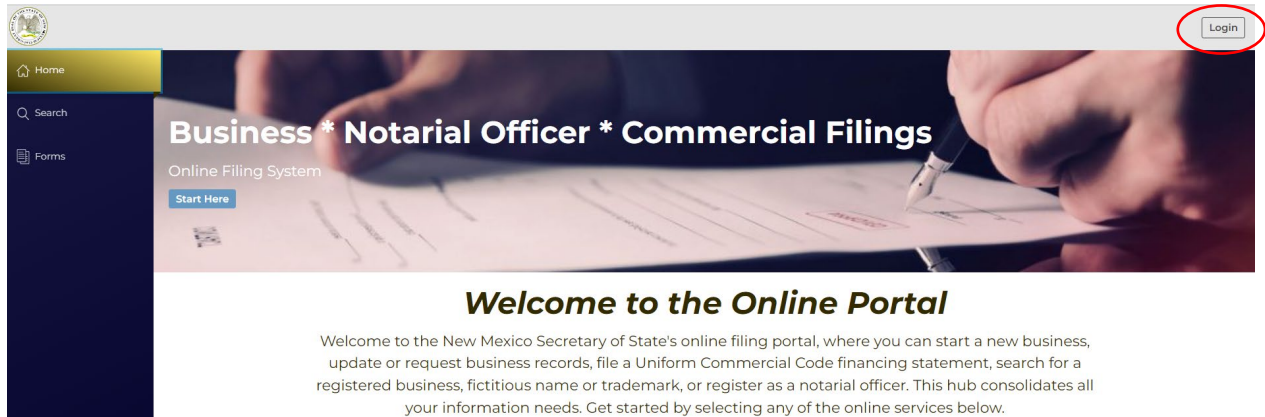 Login
Home
Search
Forms
Business * Notarial Officer * Commercial Filings
Online Filing System
Start Here
Welcome to the Online Portal
Welcome to the New Mexico Secretary of State's online filing portal, where you can start a new business,
update or request business records, file a Uniform Commercial Code financing statement, search for a
registered business, fictitious name or trademark, or register as a notarial officer. This hub consolidates all
your information needs. Get started by selecting any of the online services below.